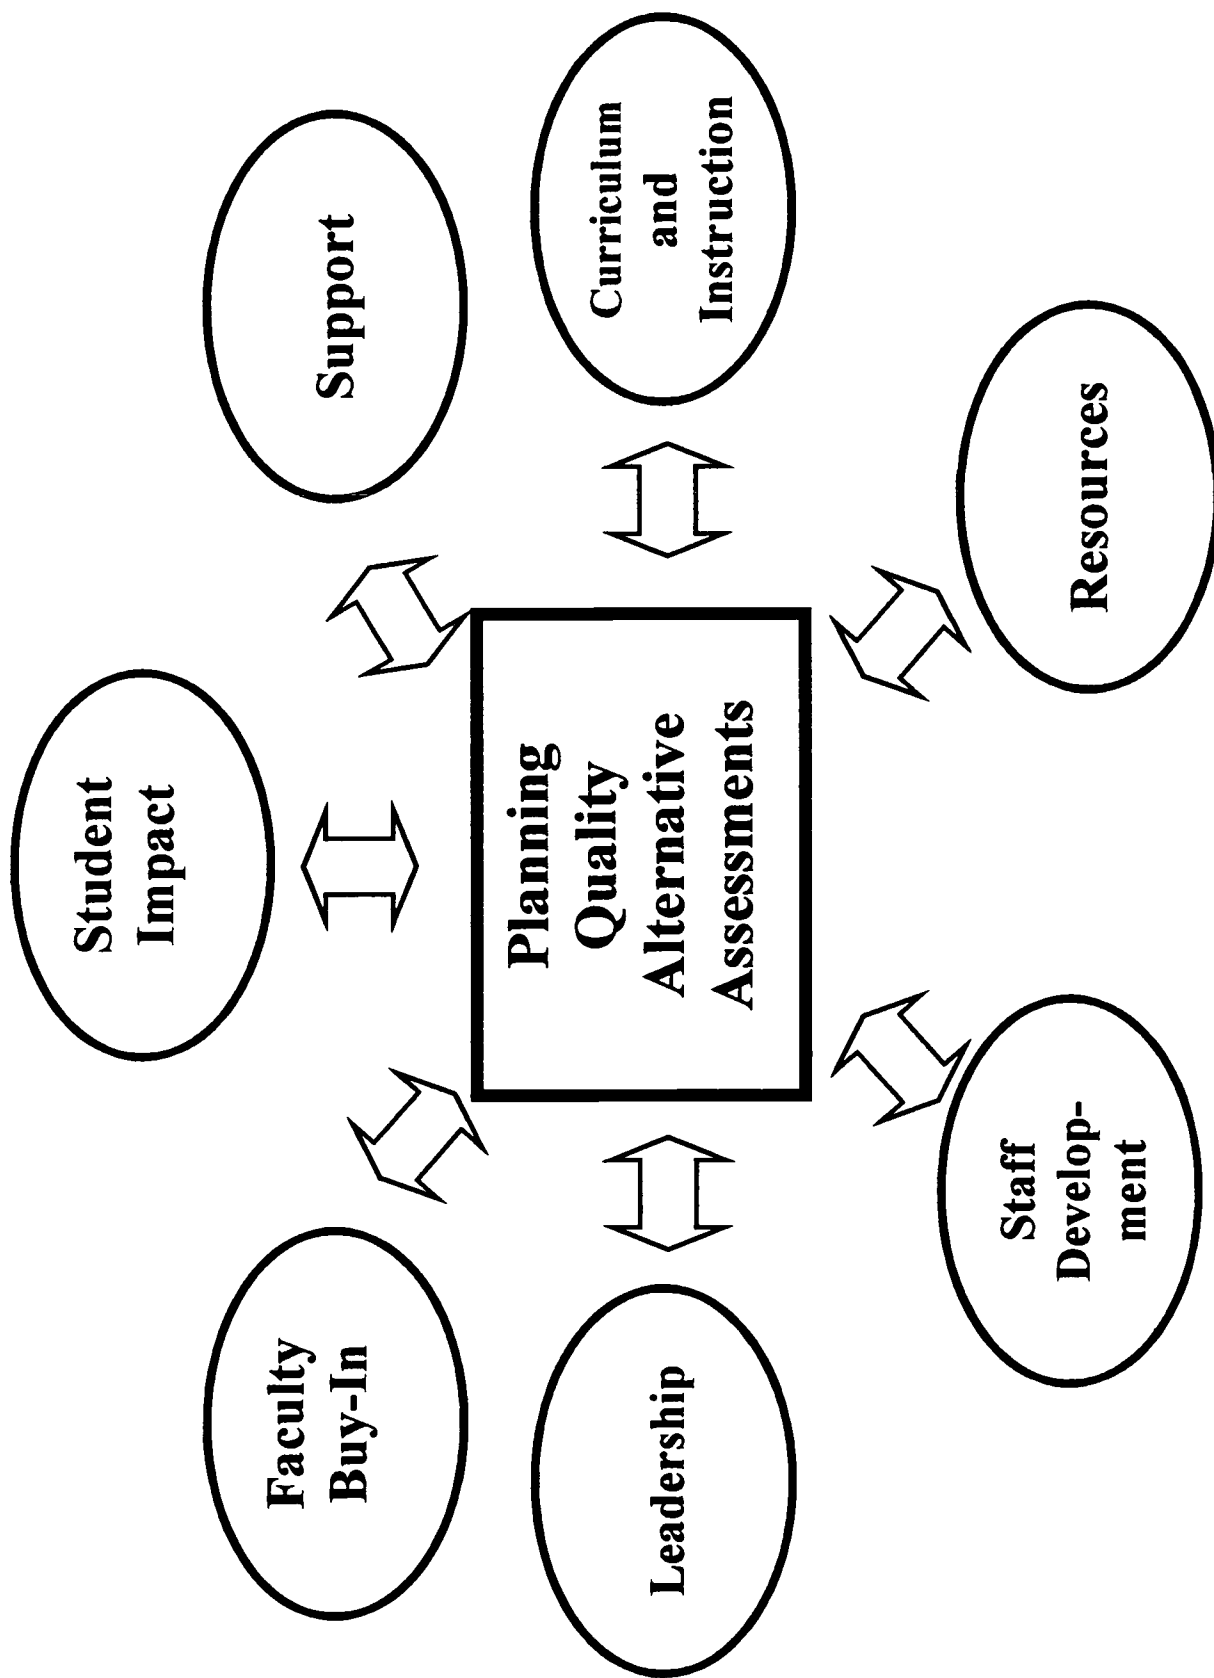 Student
Impact
Faculty
Buy-In
Support
Planning
Quality
Alternative
Assessments
Leadership
Curriculum
and
Instruction
Staff
Develop-
ment
Resources